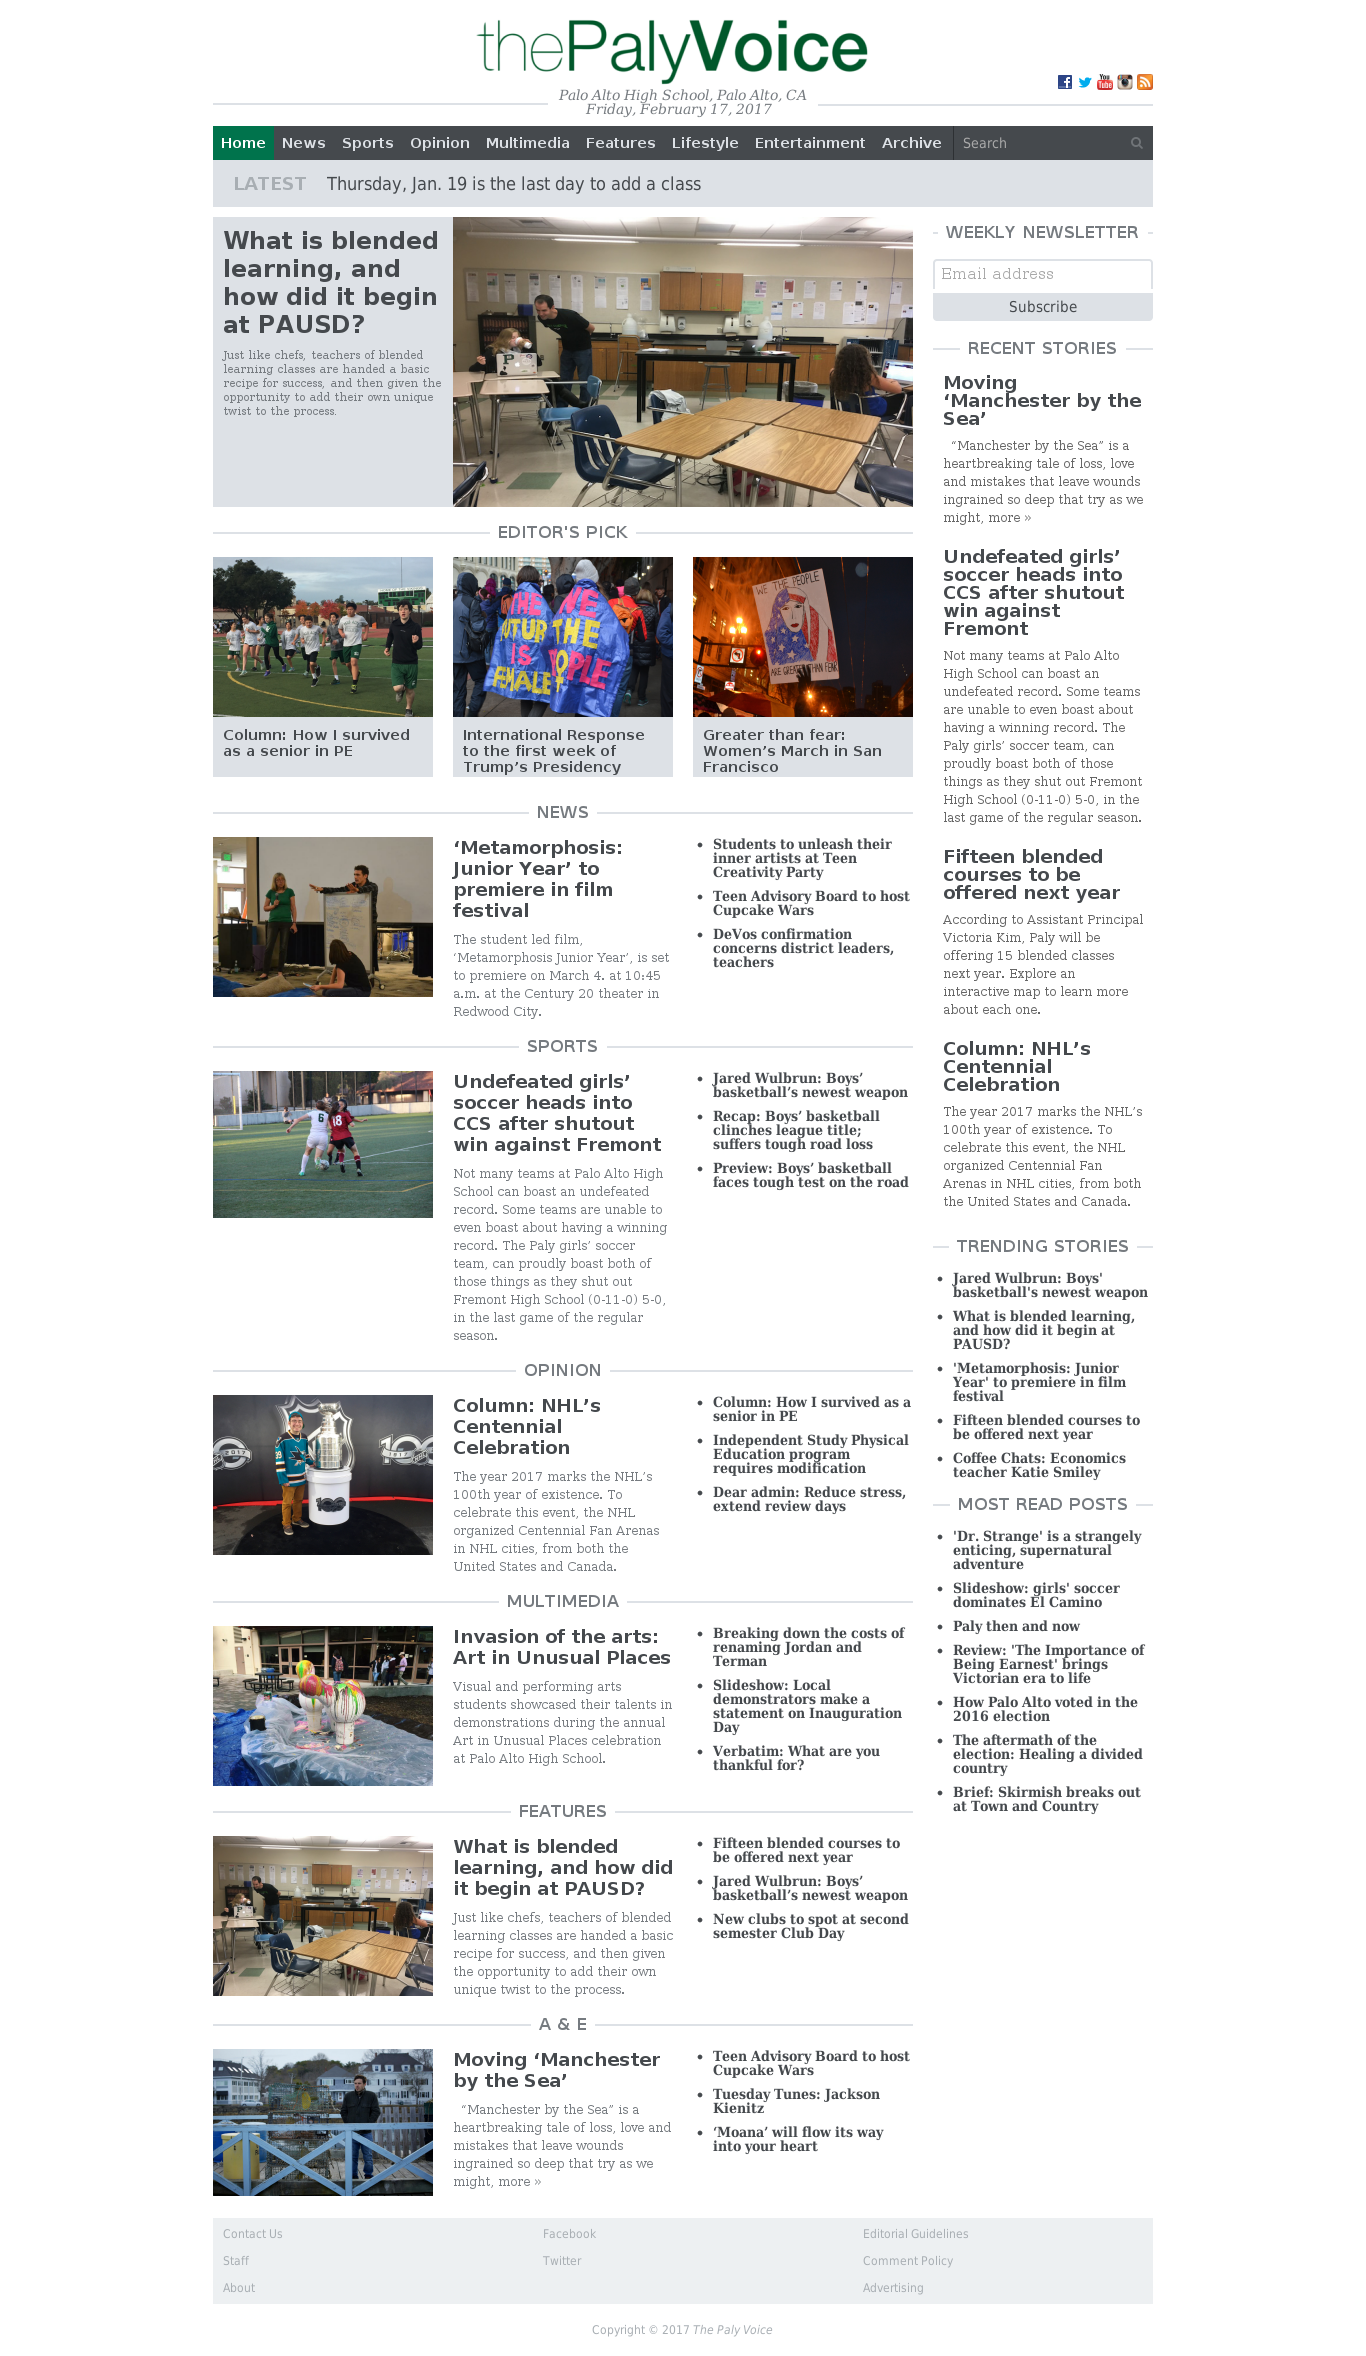 thePalyVoice
Palo Alto High School, Palo Alto, CA
Friday, February 17, 2017
Home News Sports Opinion Multimedia Features Lifestyle Entertainment Archive Search
LATEST Thursday, Jan. 19 is the last day to add a class
What is blended
learning, and
how did it begin
at PAUSD?
Just like chefs, teachers of blended
learning classes are handed a basic
recipe for success, and then given the
opportunity to add their own unique
twist to the process.
EDITOR'S PICK
THE
FUTUR
IS
FEMALE
WE
THE
PEOPLE
WE THE PEOPLE
ARE GREATER THAN FEAR
Column: How I survived
as a senior in PE
International Response
to the first week of
Trump’s Presidency
Greater than fear:
Women’s March in San
Francisco
NEWS
‘Metamorphosis:
Junior Year’ to
premiere in film
festival
The student led film,
‘Metamorphosis Junior Year’, is set
to premiere on March 4. at 10:45
a.m. at the Century 20 theater in
Redwood City.
• Students to unleash their
inner artists at Teen
Creativity Party
• Teen Advisory Board to host
Cupcake Wars
• DeVos confirmation
concerns district leaders,
teachers
SPORTS
6
18
Undefeated girls’
soccer heads into
CCS after shutout
win against Fremont
Not many teams at Palo Alto High
School can boast an undefeated
record. Some teams are unable to
even boast about having a winning
record. The Paly girls’ soccer
team, can proudly boast both of
those things as they shut out
Fremont High School (0-11-0) 5-0,
in the last game of the regular
season.
• Jared Wulbrun: Boys’
basketball’s newest weapon
• Recap: Boys’ basketball
clinches league title;
suffers tough road loss
• Preview: Boys’ basketball
faces tough test on the road
OPINION
2017
100
Column: NHL’s
Centennial
Celebration
The year 2017 marks the NHL’s
100th year of existence. To
celebrate this event, the NHL
organized Centennial Fan Arenas
in NHL cities, from both the
United States and Canada.
• Column: How I survived as a
senior in PE
• Independent Study Physical
Education program
requires modification
• Dear admin: Reduce stress,
extend review days
MULTIMEDIA
Invasion of the arts:
Art in Unusual Places
Visual and performing arts
students showcased their talents in
demonstrations during the annual
Art in Unusual Places celebration
at Palo Alto High School.
• Breaking down the costs of
renaming Jordan and
Terman
• Slideshow: Local
demonstrators make a
statement on Inauguration
Day
• Verbatim: What are you
thankful for?
FEATURES
What is blended
learning, and how did
it begin at PAUSD?
Just like chefs, teachers of blended
learning classes are handed a basic
recipe for success, and then given
the opportunity to add their own
unique twist to the process.
• Fifteen blended courses to
be offered next year
• Jared Wulbrun: Boys’
basketball’s newest weapon
• New clubs to spot at second
semester Club Day
A & E
Moving ‘Manchester
by the Sea’
“Manchester by the Sea” is a
heartbreaking tale of loss, love and
mistakes that leave wounds
ingrained so deep that try as we
might, more »
• Teen Advisory Board to host
Cupcake Wars
• Tuesday Tunes: Jackson
Kienitz
• ‘Moana’ will flow its way
into your heart
WEEKLY NEWSLETTER
Email address
Subscribe
RECENT STORIES
Moving
‘Manchester by the
Sea’
“Manchester by the Sea” is a
heartbreaking tale of loss, love
and mistakes that leave wounds
ingrained so deep that try as we
might, more »
Undefeated girls’
soccer heads into
CCS after shutout
win against
Fremont
Not many teams at Palo Alto
High School can boast an
undefeated record. Some teams
are unable to even boast about
having a winning record. The
Paly girls’ soccer team, can
proudly boast both of those
things as they shut out Fremont
High School (0-11-0) 5-0, in the
last game of the regular season.
Fifteen blended
courses to be
offered next year
According to Assistant Principal
Victoria Kim, Paly will be
offering 15 blended classes
next year. Explore an
interactive map to learn more
about each one.
Column: NHL’s
Centennial
Celebration
The year 2017 marks the NHL’s
100th year of existence. To
celebrate this event, the NHL
organized Centennial Fan
Arenas in NHL cities, from both
the United States and Canada.
TRENDING STORIES
• Jared Wulbrun: Boys'
basketball's newest weapon
• What is blended learning,
and how did it begin at
PAUSD?
• 'Metamorphosis: Junior
Year' to premiere in film
festival
• Fifteen blended courses to
be offered next year
• Coffee Chats: Economics
teacher Katie Smiley
MOST READ POSTS
• 'Dr. Strange' is a strangely
enticing, supernatural
adventure
• Slideshow: girls' soccer
dominates El Camino
• Paly then and now
• Review: 'The Importance of
Being Earnest' brings
Victorian era to life
• How Palo Alto voted in the
2016 election
• The aftermath of the
election: Healing a divided
country
• Brief: Skirmish breaks out
at Town and Country
Contact Us Facebook Editorial Guidelines
Staff Twitter Comment Policy
About Advertising
Copyright © 2017 The Paly Voice